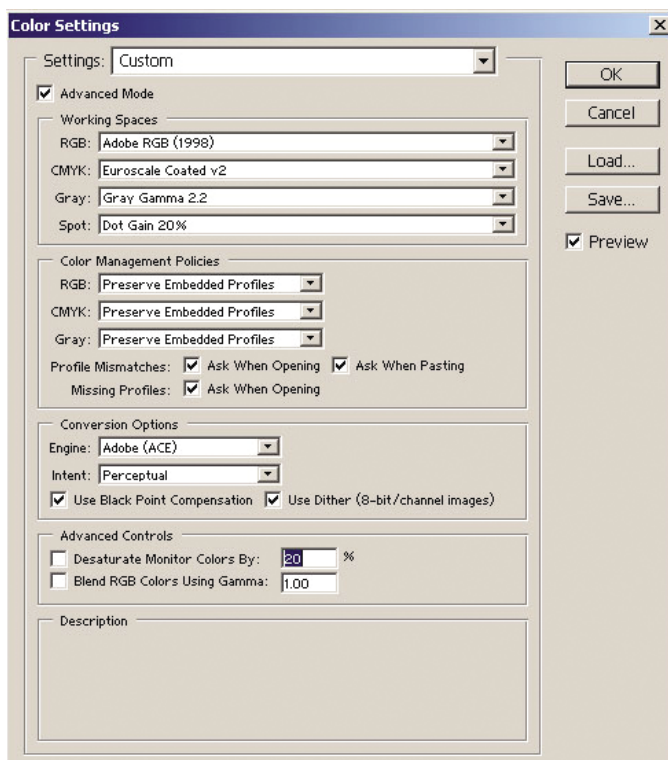 Color Settings
Settings: Custom
OK
Advanced Mode
Cancel
Working Spaces
RGB: Adobe RGB (1998)
CMYK: Euroscale Coated v2
Load...
Gray: Gray Gamma 2.2
Save...
Spot: Dot Gain 20%
Preview
Color Management Policies
RGB: Preserve Embedded Profiles
CMYK: Preserve Embedded Profiles
Gray: Preserve Embedded Profiles
Profile Mismatches: Ask When Opening Ask When Pasting
Missing Profiles: Ask When Opening
Conversion Options
Engine: Adobe (ACE)
Intent: Perceptual
Use Black Point Compensation Use Dither (8-bit/channel images)
Advanced Controls
Desaturate Monitor Colors By: 20 %
Blend RGB Colors Using Gamma: 1.00
Description